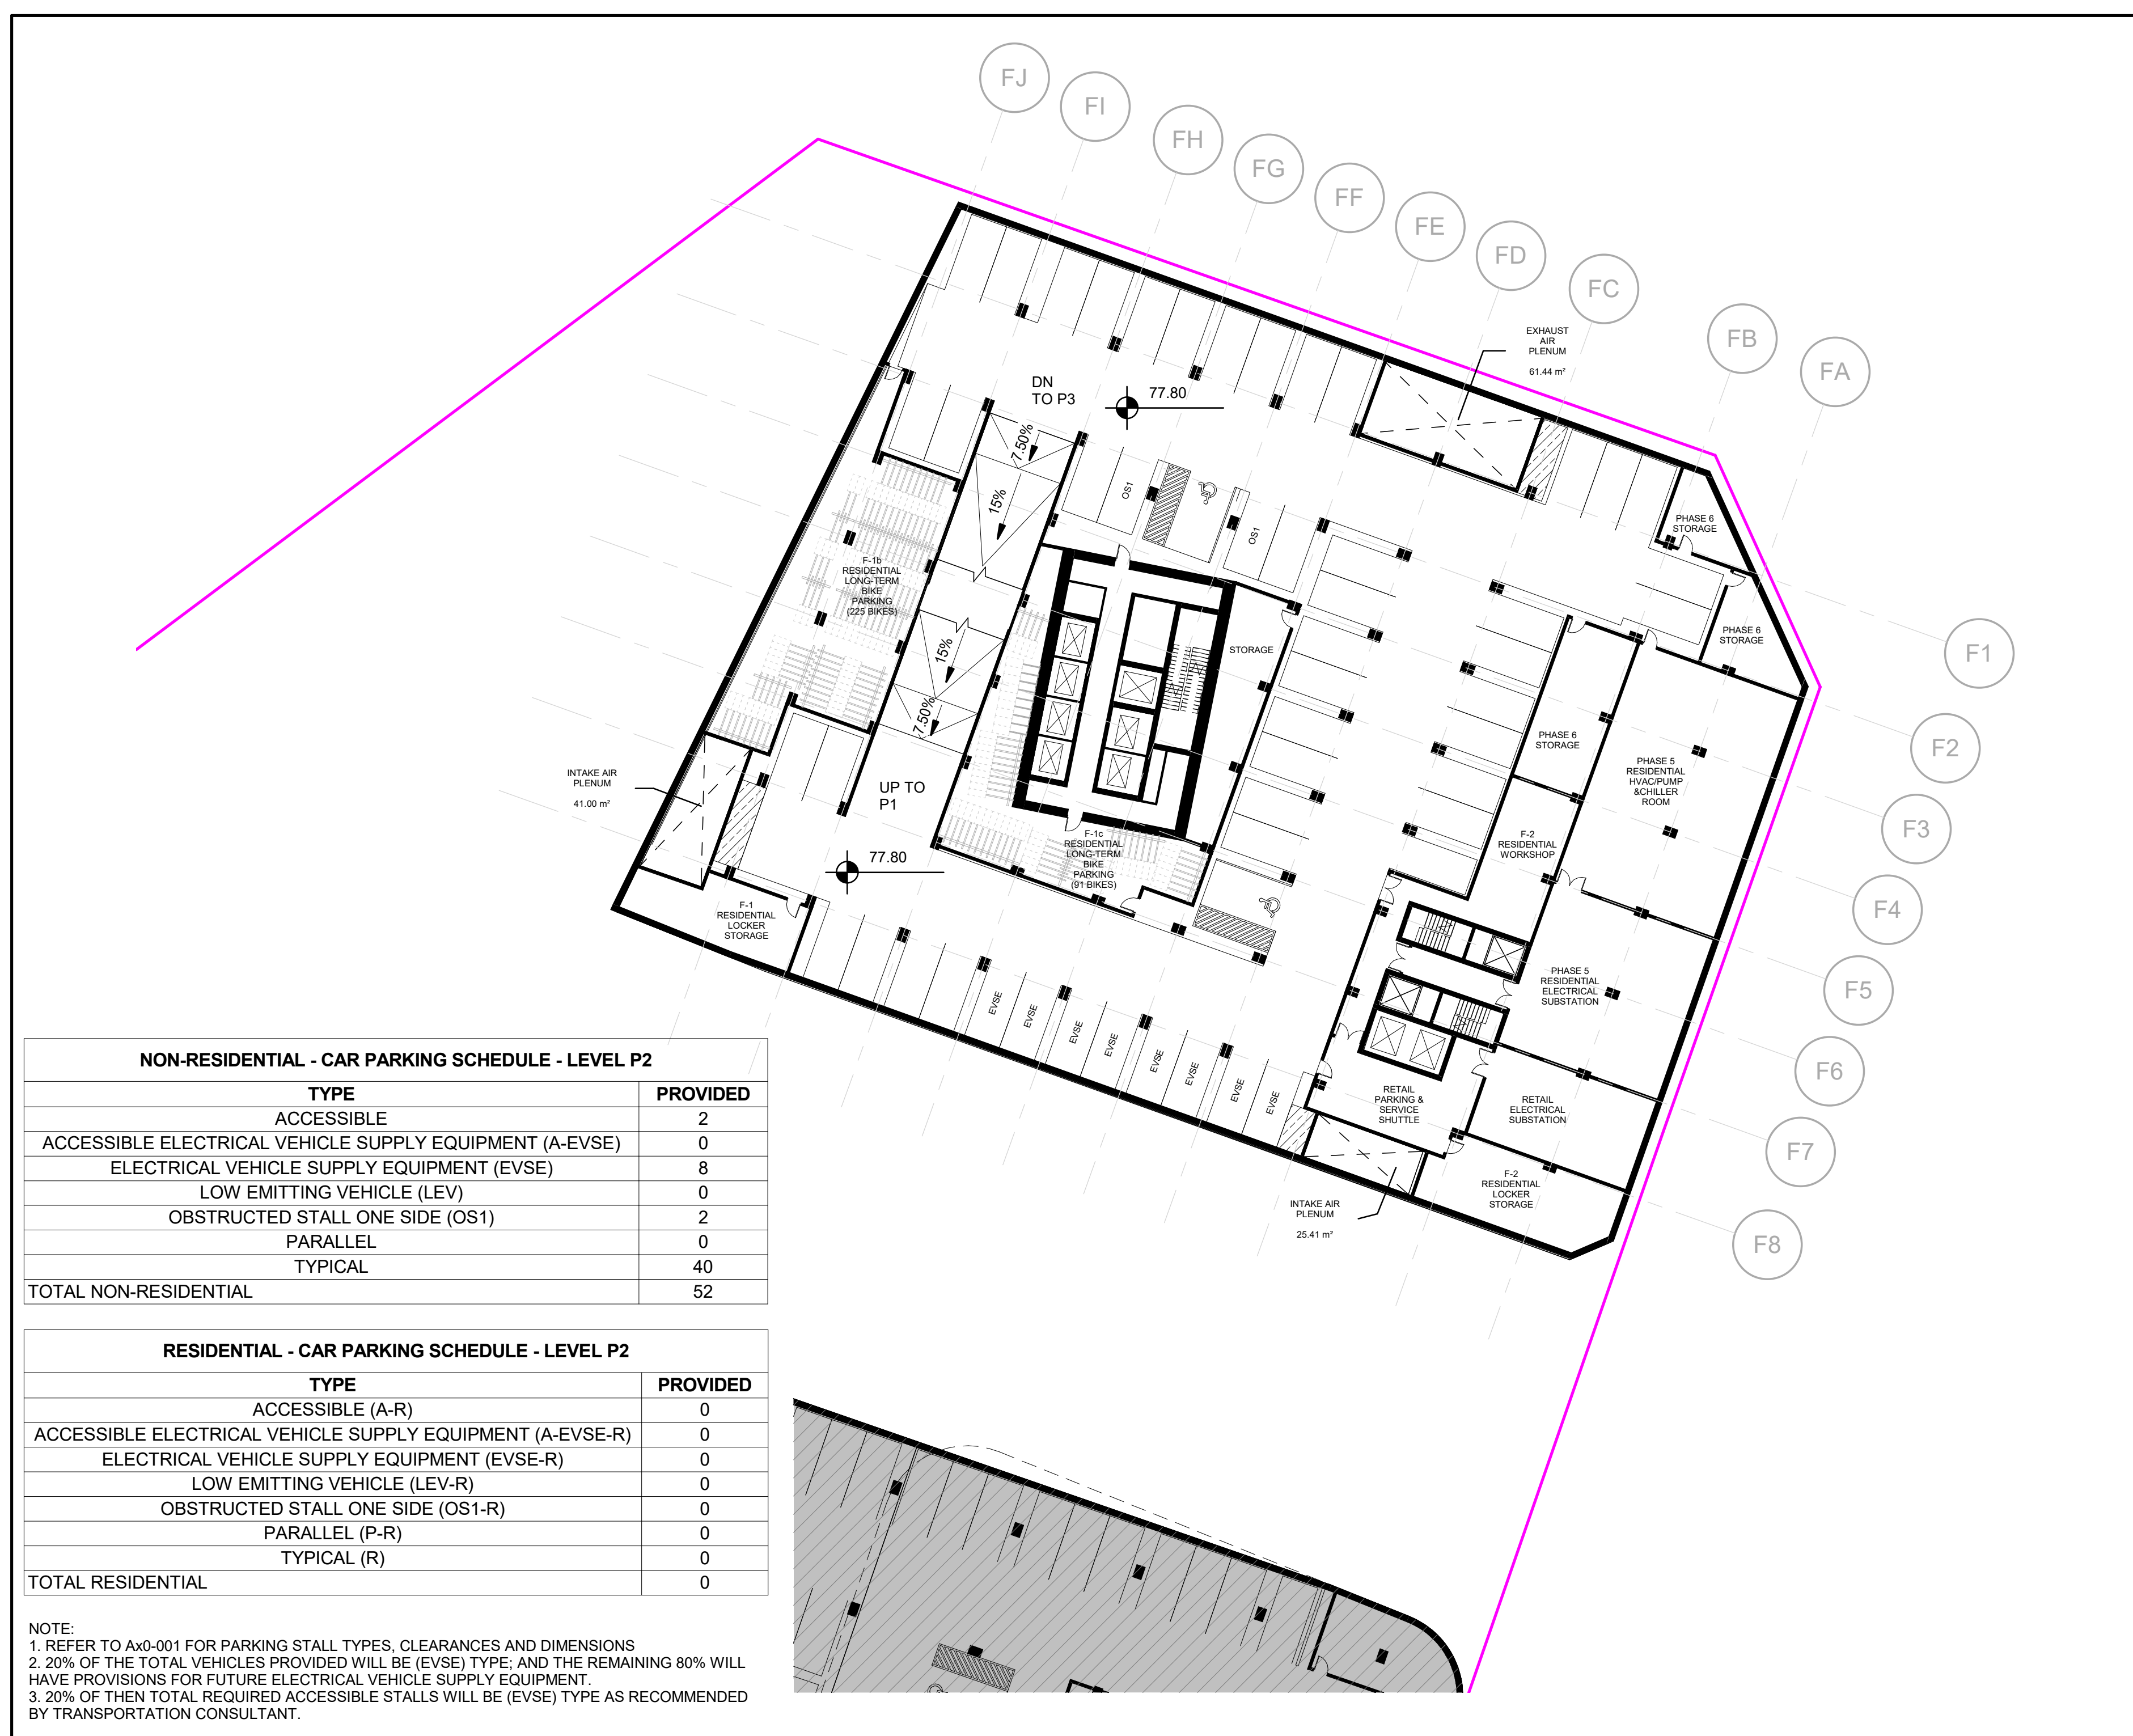 FJ
FI
FH
FG
FF
FE
FD
FC
FB
FA
EXHAUST
AIR
PLENUM
61.44 m²
DN
TO P3
77.80
7.50%
15%
OS1
OS1
PHASE 6
STORAGE
F-1b
RESIDENTIAL
LONG-TERM
BIKE
PARKING
(225 BIKES)
STORAGE
PHASE 6
STORAGE
F1
15%
7.50%
PHASE 6
STORAGE
F2
PHASE 5
RESIDENTIAL
HVAC/PUMP
&CHILLER
ROOM
INTAKE AIR
PLENUM
41.00 m²
UP TO
P1
F3
F-1c
RESIDENTIAL
LONG-TERM
BIKE
PARKING
(91 BIKES)
F-2
RESIDENTIAL
WORKSHOP
77.80
F4
F-1
RESIDENTIAL
LOCKER
STORAGE
PHASE 5
RESIDENTIAL
ELECTRICAL
SUBSTATION
F5
EVSE
EVSE
EVSE
EVSE
EVSE
EVSE
EVSE
EVSE
F6
RETAIL
PARKING &
SERVICE
SHUTTLE
RETAIL
ELECTRICAL
SUBSTATION
F7
F-2
RESIDENTIAL
LOCKER
STORAGE
INTAKE AIR
PLENUM
25.41 m²
F8
NON-RESIDENTIAL - CAR PARKING SCHEDULE - LEVEL P2
TYPE PROVIDED
ACCESSIBLE 2
ACCESSIBLE ELECTRICAL VEHICLE SUPPLY EQUIPMENT (A-EVSE) 0
ELECTRICAL VEHICLE SUPPLY EQUIPMENT (EVSE) 8
LOW EMITTING VEHICLE (LEV) 0
OBSTRUCTED STALL ONE SIDE (OS1) 2
PARALLEL 0
TYPICAL 40
TOTAL NON-RESIDENTIAL 52
RESIDENTIAL - CAR PARKING SCHEDULE - LEVEL P2
TYPE PROVIDED
ACCESSIBLE (A-R) 0
ACCESSIBLE ELECTRICAL VEHICLE SUPPLY EQUIPMENT (A-EVSE-R) 0
ELECTRICAL VEHICLE SUPPLY EQUIPMENT (EVSE-R) 0
LOW EMITTING VEHICLE (LEV-R) 0
OBSTRUCTED STALL ONE SIDE (OS1-R) 0
PARALLEL (P-R) 0
TYPICAL (R) 0
TOTAL RESIDENTIAL 0
NOTE:
1. REFER TO Ax0-001 FOR PARKING STALL TYPES, CLEARANCES AND DIMENSIONS
2. 20% OF THE TOTAL VEHICLES PROVIDED WILL BE (EVSE) TYPE; AND THE REMAINING 80% WILL
HAVE PROVISIONS FOR FUTURE ELECTRICAL VEHICLE SUPPLY EQUIPMENT.
3. 20% OF THEN TOTAL REQUIRED ACCESSIBLE STALLS WILL BE (EVSE) TYPE AS RECOMMENDED
BY TRANSPORTATION CONSULTANT.